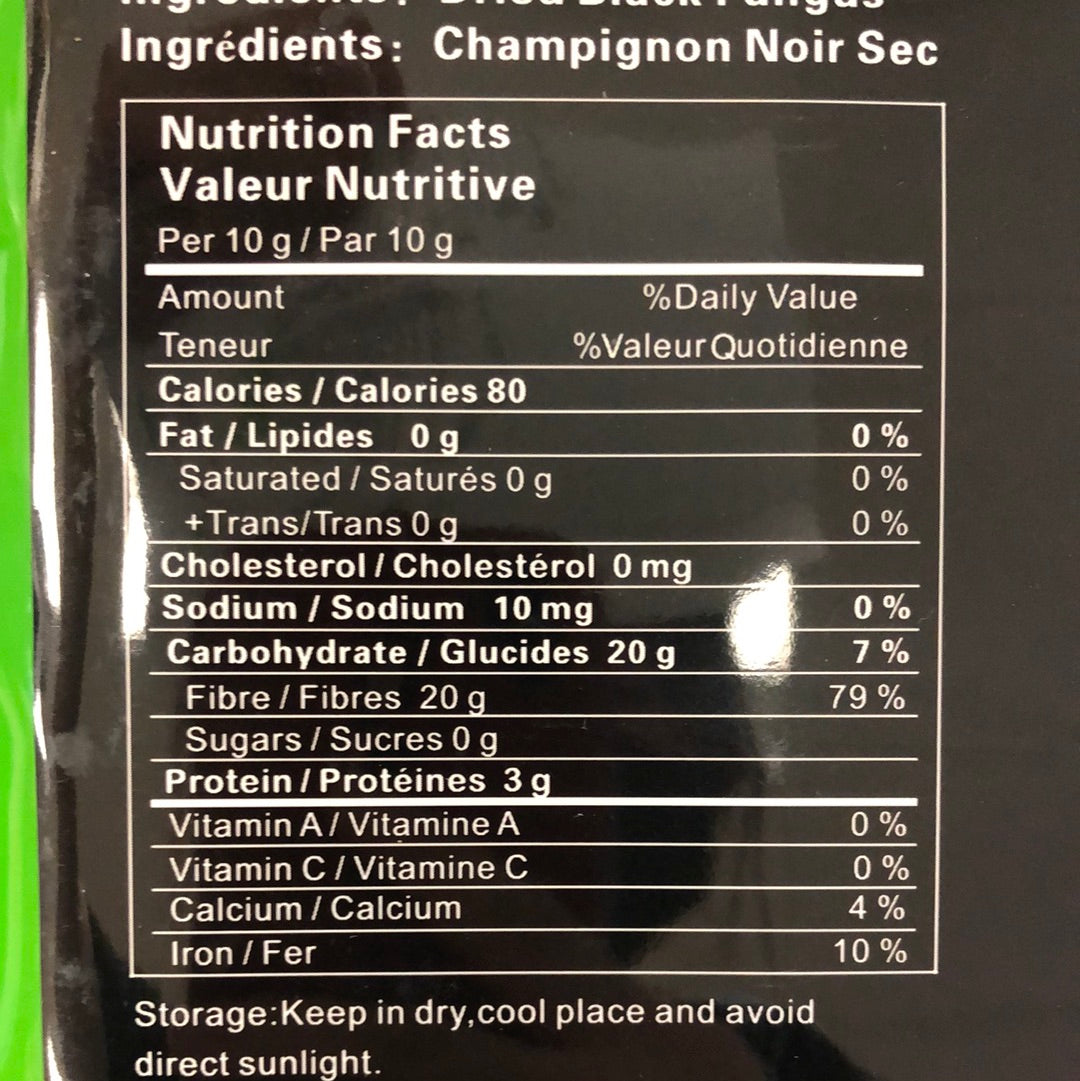 Ingredients: Dried Black Fungus
Ingrédients: Champignon Noir Sec
Nutrition Facts
Valeur Nutritive
Per 10 g / Par 10 g
Amount %Daily Value
Teneur %Valeur Quotidienne
Calories / Calories 80
Fat / Lipides 0 g 0 %
Saturated / Saturés 0 g 0 %
+Trans/Trans 0 g 0 %
Cholesterol / Cholestérol 0 mg
Sodium / Sodium 10 mg 0 %
Carbohydrate / Glucides 20 g 7 %
Fibre / Fibres 20 g 79 %
Sugars / Sucres 0 g
Protein / Protéines 3 g
Vitamin A / Vitamine A 0 %
Vitamin C / Vitamine C 0 %
Calcium / Calcium 4 %
Iron / Fer 10 %
Storage:Keep in dry,cool place and avoid
direct sunlight.